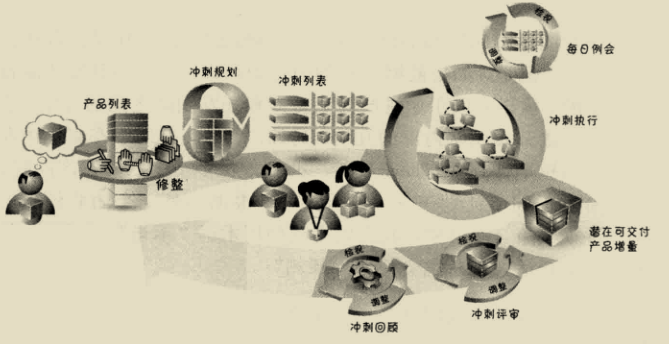 检视
调整
每日例会
冲刺规划
冲刺列表
产品列表
冲刺执行
修整
潜在可交付
产品增量
检视
调整
冲刺评审
检视
调整
冲刺回顾